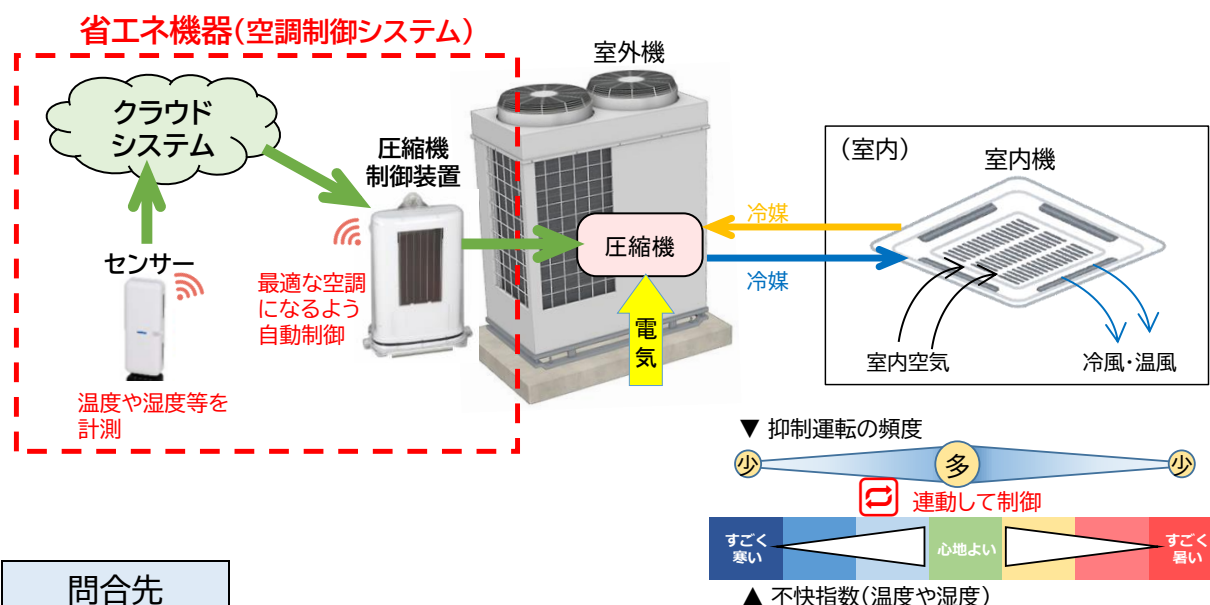 省エネ機器(空調制御システム)
クラウド
システム
センサー
温度や湿度等を
計測
圧縮機
制御装置
最適な空調
になるよう
自動制御
室外機
圧縮機
電
気
冷媒
冷媒
(室内)
室内機
室内空気
冷風・温風
▼ 抑制運転の頻度
少
多
少
連動して制御
すごく
寒い
心地よい
すごく
暑い
▲ 不快指数(温度や湿度)
問合先